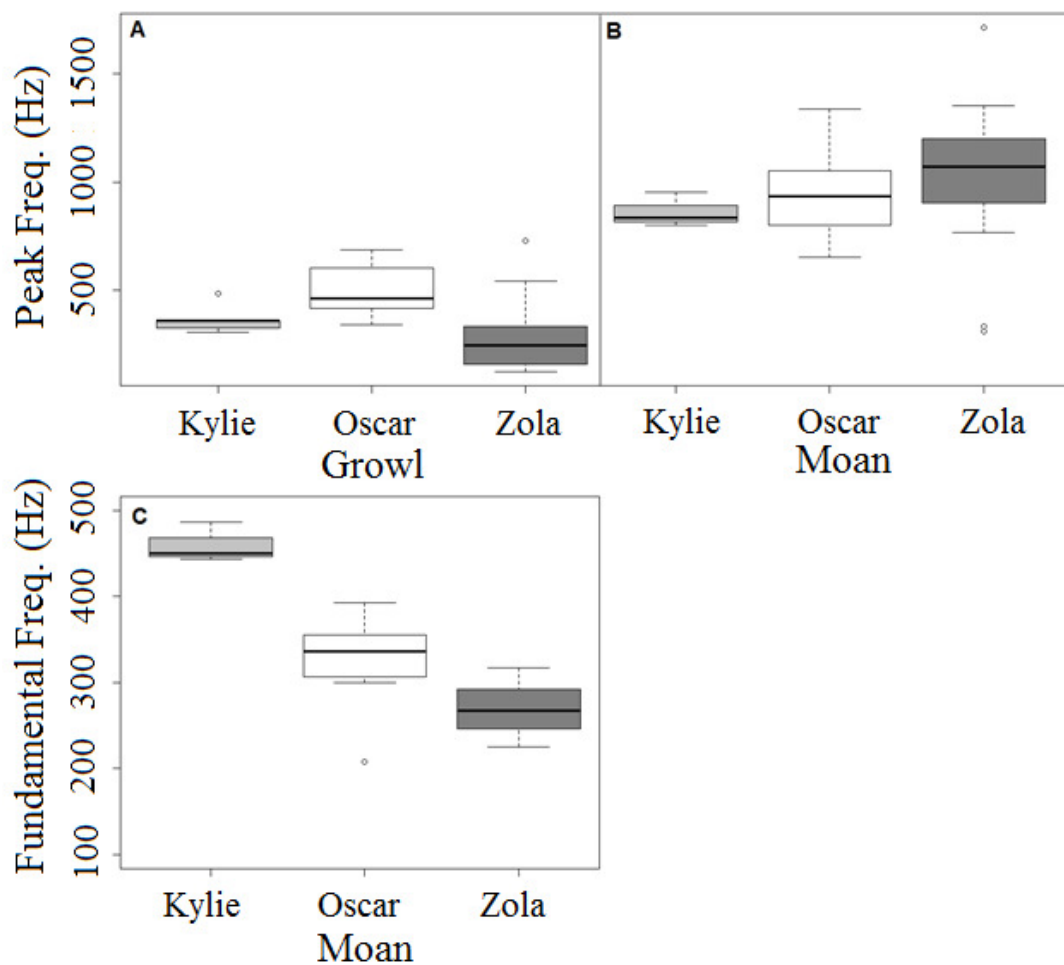 A
B
Peak Freq. (Hz)
1500
1000
500
Kylie Oscar Zola
Growl
Kylie Oscar Zola
Moan
C
Fundamental Freq. (Hz)
500
400
300
200
100
Kylie Oscar Zola
Moan